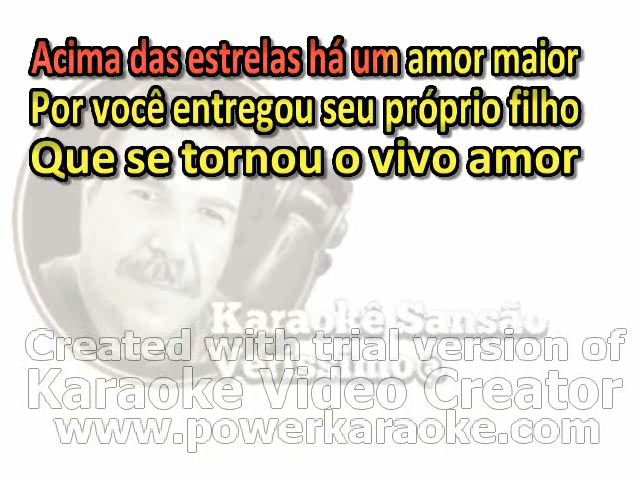 Acima das estrelas há um amor maior
Por você entregou seu próprio filho
Que se tornou o vivo amor
Karaokê Sansão
Veríssimo
Created with trial version of
Karaoke Video Creator
www.powerkaraoke.com